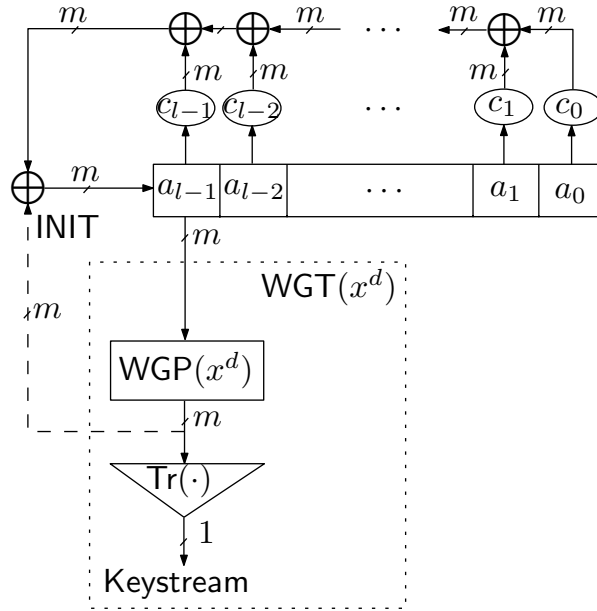 m m m
m m m m
c_{l-1} c_{l-2} ⋯ c_1 c_0
m
a_{l-1} a_{l-2} ⋯ a_1 a_0
INIT
m
WGT(x^d)
m
WGP(x^d)
m
Tr(·)
1
Keystream